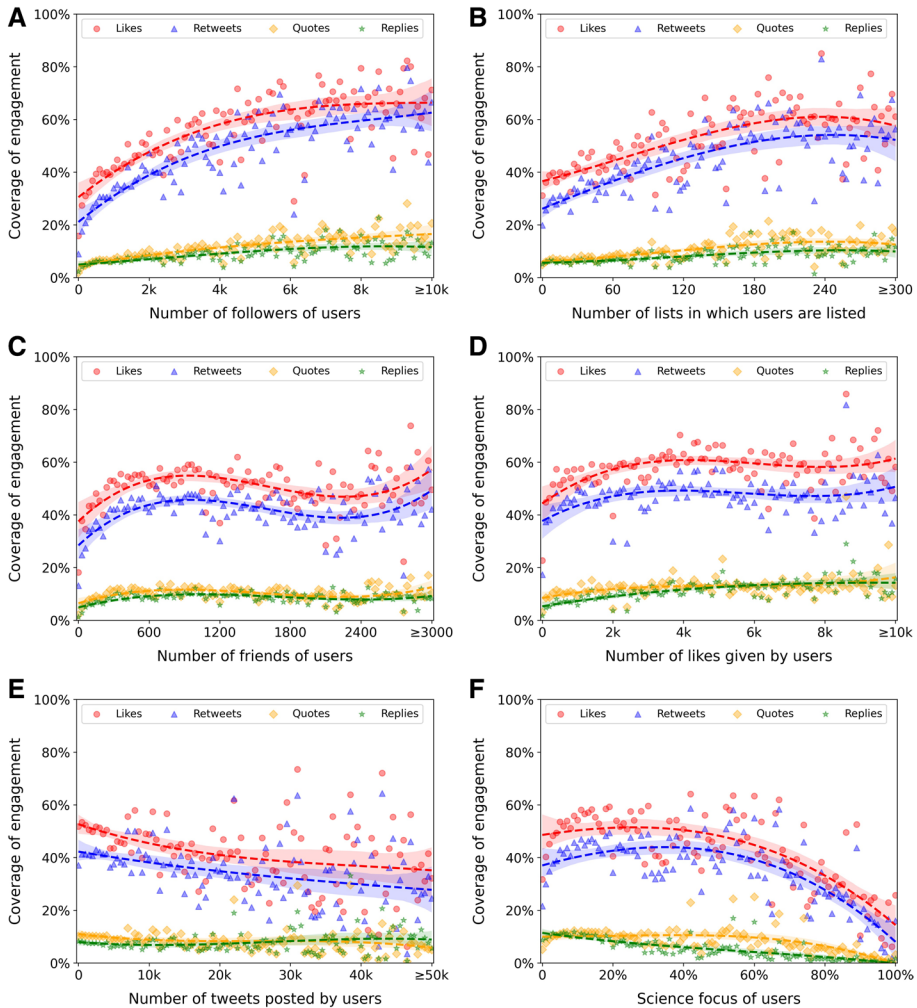 A
B
Likes Retweets Quotes Replies
Likes Retweets Quotes Replies
Coverage of engagement
Coverage of engagement
100%
80%
60%
40%
20%
0%
100%
80%
60%
40%
20%
0%
0 2k 4k 6k 8k ≥10k
0 60 120 180 240 ≥300
Number of followers of users
Number of lists in which users are listed
C
D
Likes Retweets Quotes Replies
Likes Retweets Quotes Replies
Coverage of engagement
Coverage of engagement
100%
80%
60%
40%
20%
0%
100%
80%
60%
40%
20%
0%
0 600 1200 1800 2400 ≥3000
0 2k 4k 6k 8k ≥10k
Number of friends of users
Number of likes given by users
E
F
Likes Retweets Quotes Replies
Likes Retweets Quotes Replies
Coverage of engagement
Coverage of engagement
100%
80%
60%
40%
20%
0%
100%
80%
60%
40%
20%
0%
0 10k 20k 30k 40k ≥50k
0 20% 40% 60% 80% 100%
Number of tweets posted by users
Science focus of users